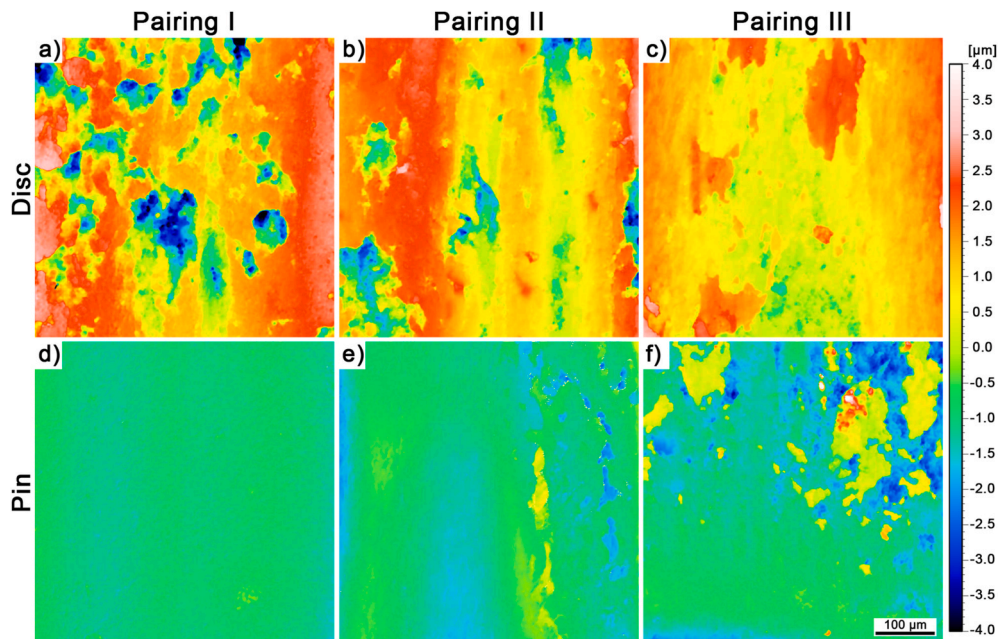 Pairing I
Pairing II
Pairing III
Disc
a)
b)
c)
[µm]
4.0
3.5
3.0
2.5
2.0
1.5
1.0
0.5
0.0
-0.5
-1.0
-1.5
-2.0
-2.5
-3.0
-3.5
-4.0
Pin
d)
e)
f)
100 µm